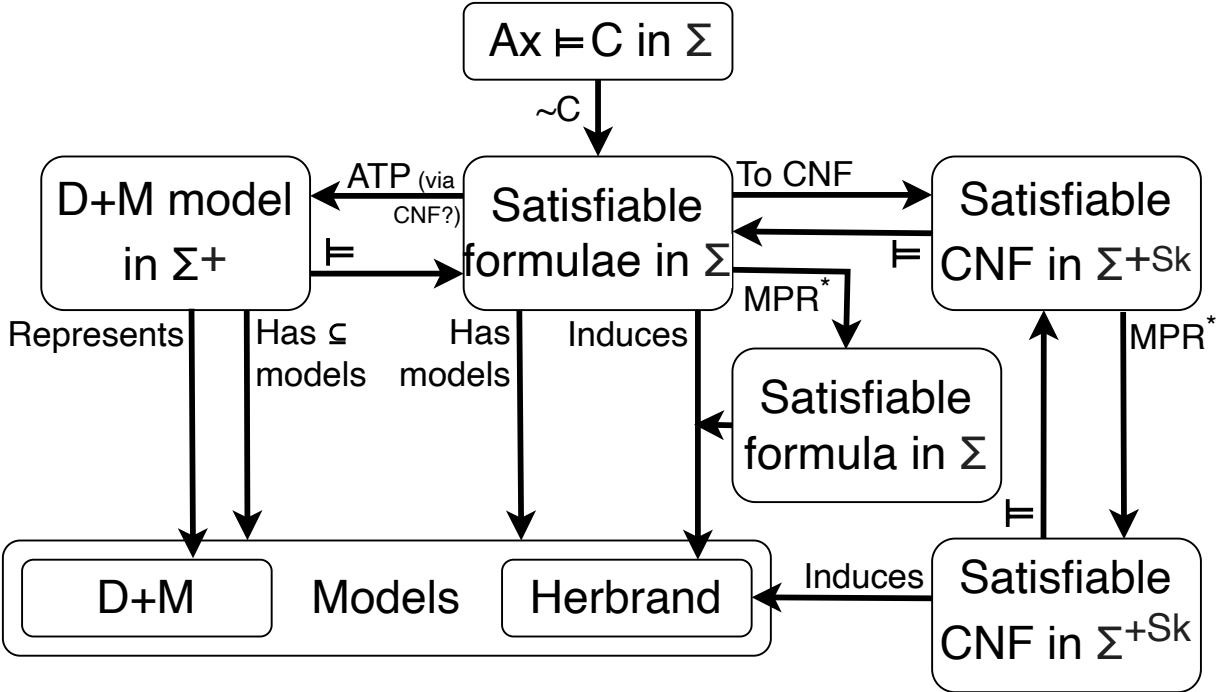 Ax ⊨ C in Σ
~C
D+M model
in Σ+
ATP (via
CNF?)
⊨
Satisfiable
formulae in Σ
To CNF
⊨
Satisfiable
CNF in Σ+Sk
MPR*
MPR*
Represents
Has ⊆
models
Has
models
Induces
Satisfiable
formula in Σ
⊨
D+M
Models
Herbrand
Induces
Satisfiable
CNF in Σ+Sk